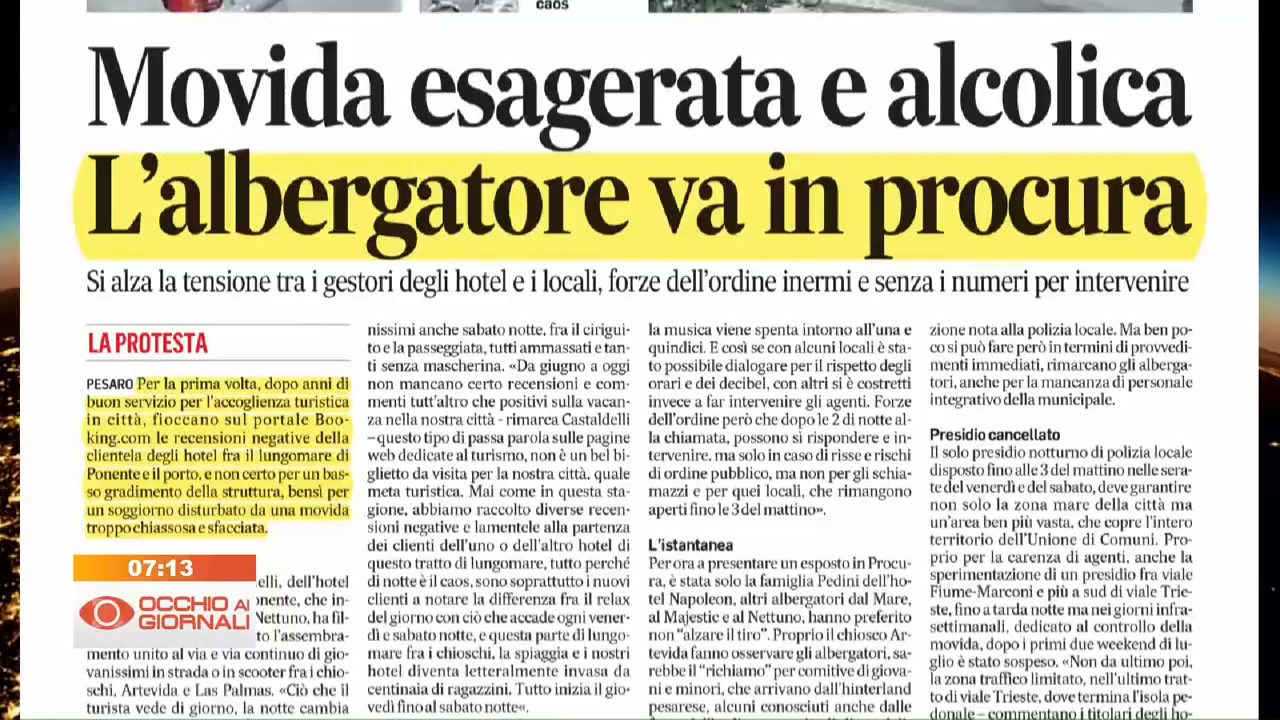 caos
Movida esagerata e alcolica
L'albergatore va in procura
Si alza la tensione tra i gestori degli hotel e i locali, forze dell'ordine inermi e senza i numeri per intervenire
LA PROTESTA
PESARO Per la prima volta, dopo anni di
buon servizio per l'accoglienza turistica
in città, fioccano sul portale Boo-
king.com le recensioni negative della
clientela degli hotel fra il lungomare di
Ponente e il porto, e non certo per un bas-
so gradimento della struttura, bensì per
un soggiorno disturbato da una movida
troppo chiassosa e sfacciata.
elli, dell'hotel
onente, che in-
Nettuno, ha fil-
to l'assembra-
mento unito al via e via continuo di gio-
vanissimi in strada o in scooter fra i chio-
schi, Artevida e Las Palmas. «Ciò che il
turista vede di giorno, la notte cambia
nissimi anche sabato notte, fra il cirigui-
to e la passeggiata, tutti ammassati e tan-
ti senza mascherina. «Da giugno a oggi
non mancano certo recensioni e com-
menti tutt'altro che positivi sulla vacan-
za nella nostra città - rimarca Castaldelli
–questo tipo di passa parola sulle pagine
web dedicate al turismo, non è un bel bi-
glietto da visita per la nostra città, quale
meta turistica. Mai come in questa sta-
gione, abbiamo raccolto diverse recen-
sioni negative e lamentele alla partenza
dei clienti dell'uno o dell'altro hotel di
questo tratto di lungomare, tutto perché
di notte è il caos, sono soprattutto i nuovi
clienti a notare la differenza fra il relax
del giorno con ciò che accade ogni vener-
dì e sabato notte, e questa parte di lungo-
mare fra i chioschi, la spiaggia e i nostri
hotel diventa letteralmente invasa da
centinaia di ragazzini. Tutto inizia il gio-
vedì fino al sabato notte«.
la musica viene spenta intorno all'una e
quindici. E così se con alcuni locali è sta-
to possibile dialogare per il rispetto degli
orari e dei decibel, con altri si è costretti
invece a far intervenire gli agenti. Forze
dell'ordine però che dopo le 2 di notte al-
la chiamata, possono sì rispondere e in-
tervenire, ma solo in caso di risse e rischi
di ordine pubblico, ma non per gli schia-
mazzi e per quei locali, che rimangono
aperti fino le 3 del mattino».
L'istantanea
Per ora a presentare un esposto in Procu-
ra, è stata solo la famiglia Pedini dell'ho-
tel Napoleon, altri albergatori dal Mare,
al Majestic e al Nettuno, hanno preferito
non "alzare il tiro". Proprio il chiosco Ar-
tevida fanno osservare gli albergatori, sa-
rebbe il "richiamo" per comitive di giova-
ni e minori, che arrivano dall'hinterland
pesarese, alcuni conosciuti anche dalle
zione nota alla polizia locale. Ma ben po-
co si può fare però in termini di provvedi-
menti immediati, rimarcano gli alberga-
tori, anche per la mancanza di personale
integrativo della municipale.
Presidio cancellato
Il solo presidio notturno di polizia locale
disposto fino alle 3 del mattino nelle sera-
te del venerdì e del sabato, deve garantire
non solo la zona mare della città ma
un'area ben più vasta, che copre l'intero
territorio dell'Unione di Comuni. Pro-
prio per la carenza di agenti, anche la
sperimentazione di un presidio fra viale
Fiume-Marconi e più a sud di viale Trie-
ste, fino a tarda notte ma nei giorni infra-
settimanali, dedicato al controllo della
movida, dopo i primi due weekend di lu-
glio è stato sospeso. «Non da ultimo poi,
la zona traffico limitato, nell'ultimo trat-
to di viale Trieste, dove termina l'isola pe-
donale – commentano i titolari degli ho-
07:13
OCCHIO AI
GIORNALI